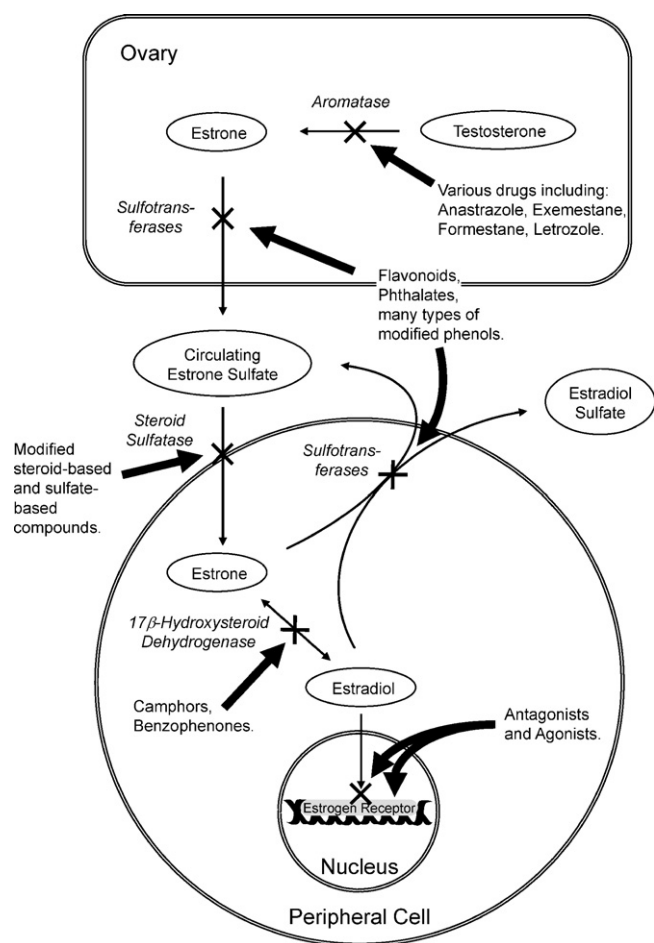 Ovary
Aromatase
Estrone
Testosterone
Various drugs including:
Anastrazole, Exemestane,
Formestane, Letrozole.
Sulfotrans-
ferases
Flavonoids,
Phthalates,
many types of
modified phenols.
Circulating
Estrone Sulfate
Estradiol
Sulfate
Steroid
Sulfatase
Modified
steroid-based
and sulfate-
based
compounds.
Sulfotrans-
ferases
Estrone
17β-Hydroxysteroid
Dehydrogenase
Estradiol
Camphors,
Benzophenones.
Antagonists
and Agonists.
Estrogen Receptor
Nucleus
Peripheral Cell